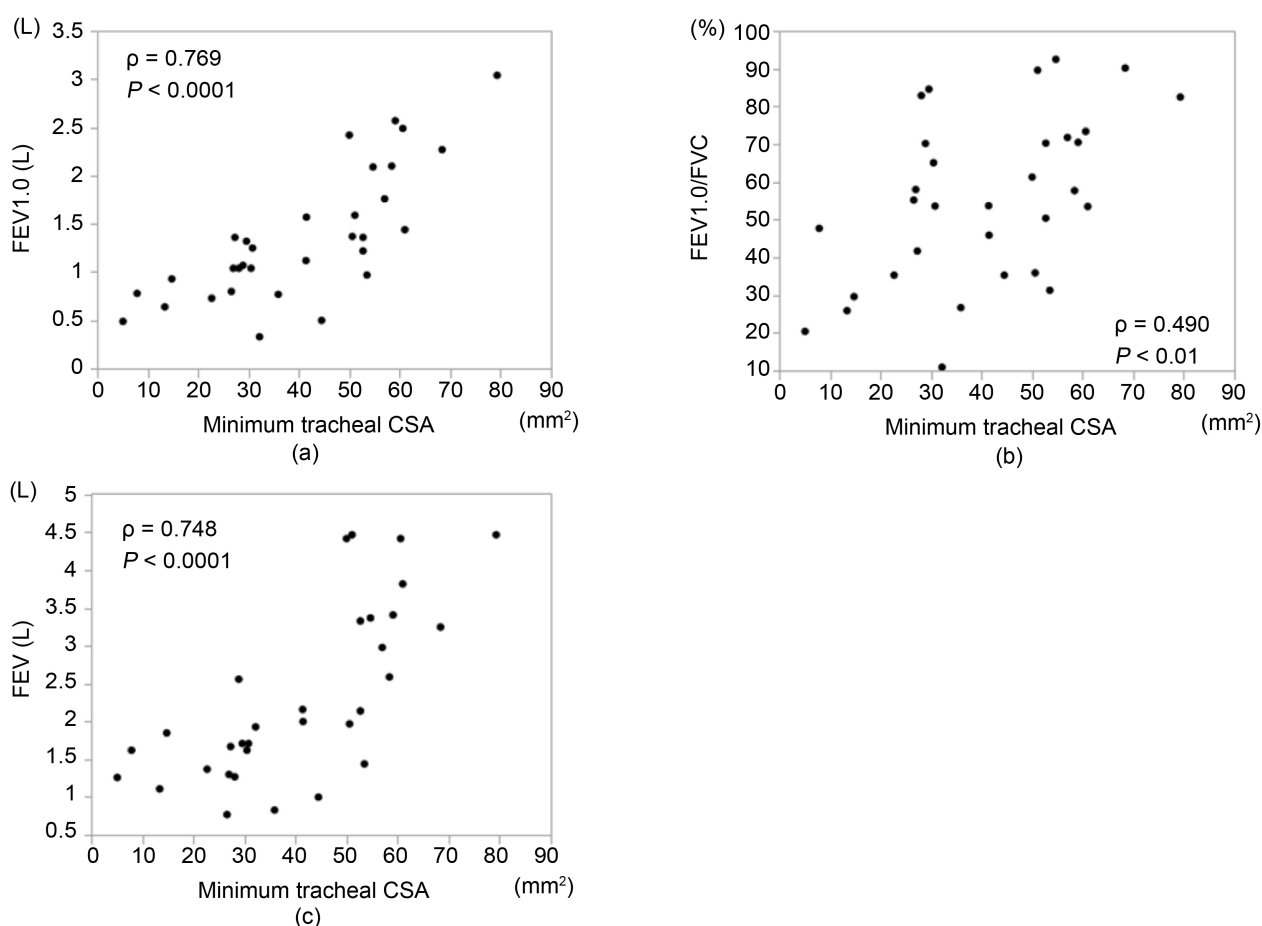 (L)
3.5
3
2.5
2
1.5
1
0.5
0
FEV1.0 (L)
ρ = 0.769
P < 0.0001
0 10 20 30 40 50 60 70 80 90
Minimum tracheal CSA (mm²)
(a)
(%)
100
90
80
70
60
50
40
30
20
10
FEV1.0/FVC
ρ = 0.490
P < 0.01
0 10 20 30 40 50 60 70 80 90
Minimum tracheal CSA (mm²)
(b)
(L)
5
4.5
4
3.5
3
2.5
2
1.5
1
0.5
FEV (L)
ρ = 0.748
P < 0.0001
0 10 20 30 40 50 60 70 80 90
Minimum tracheal CSA (mm²)
(c)